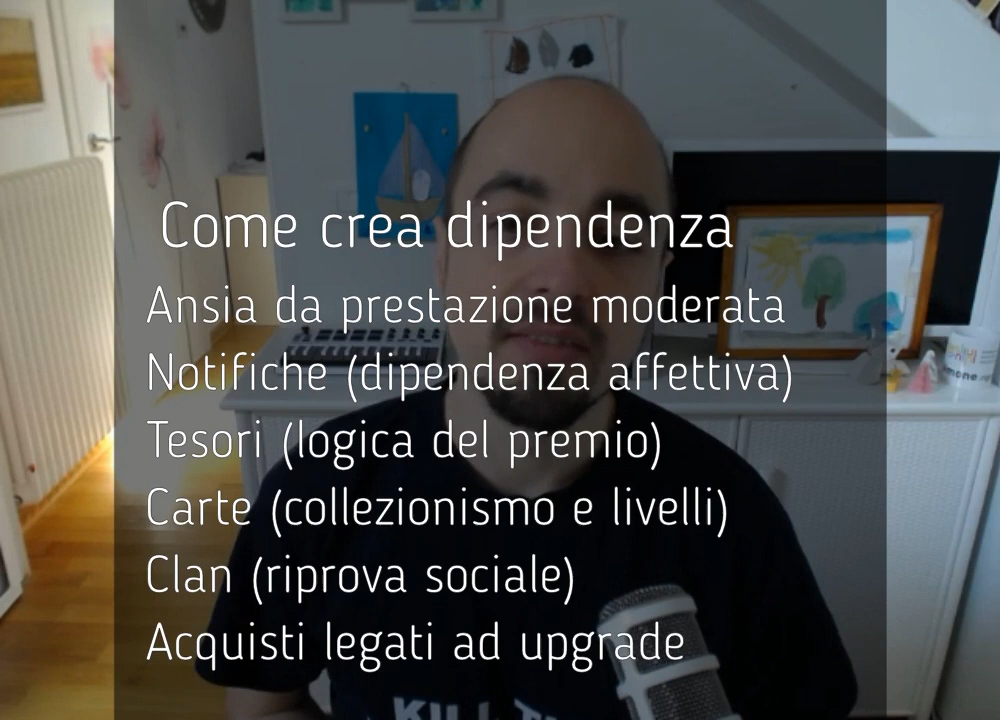 Come crea dipendenza
Ansia da prestazione moderata
Notifiche (dipendenza affettiva)
Tesori (logica del premio)
Carte (collezionismo e livelli)
Clan (riprova sociale)
Acquisti legati ad upgrade
KILL